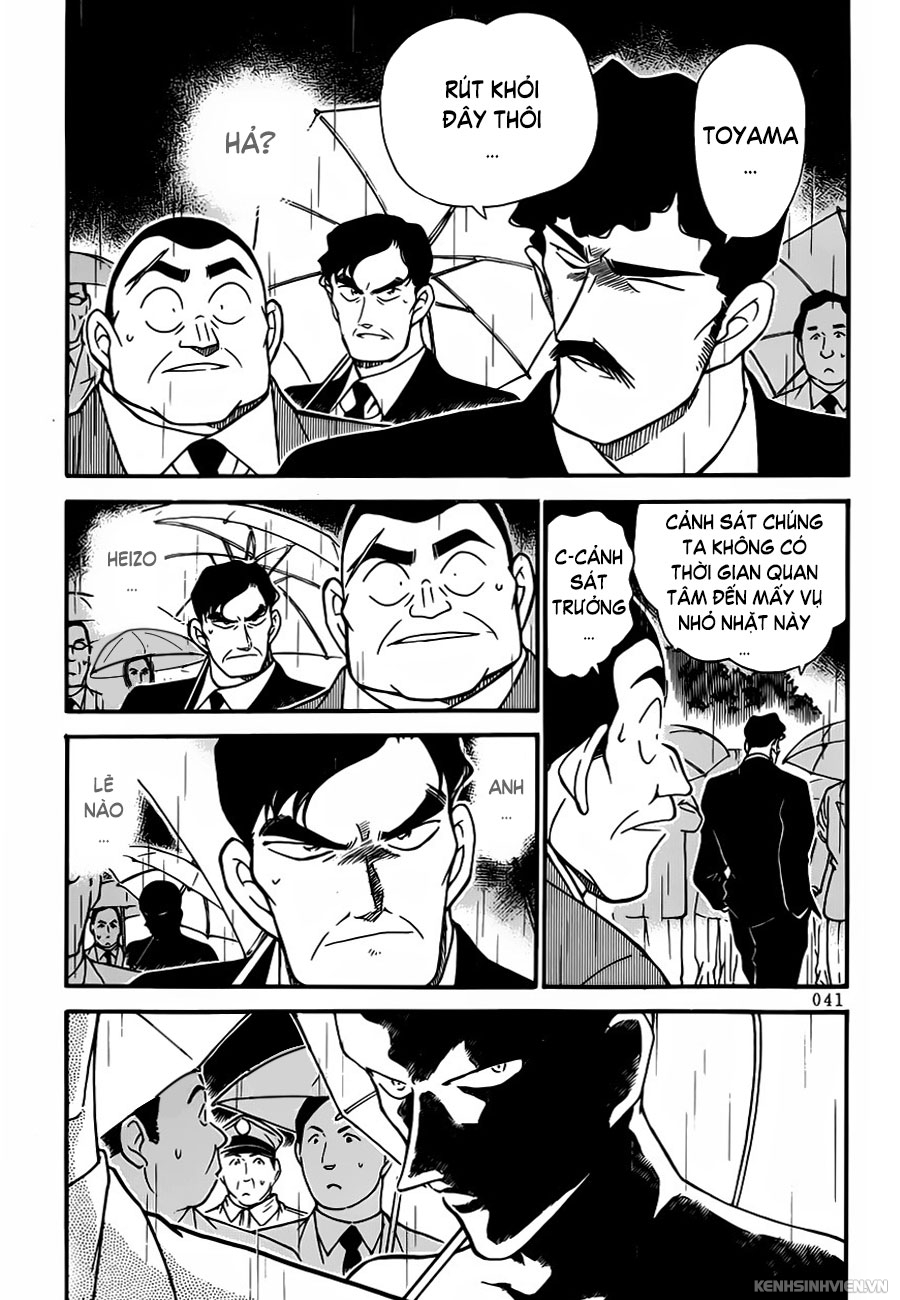 TOYAMA
...
RÚT KHỎI
ĐÂY THÔI
...
HẢ?
CẢNH SÁT CHÚNG
TA KHÔNG CÓ
THỜI GIAN QUAN
TÂM ĐẾN MẤY VỤ
NHỎ NHẶT NÀY
...
C-CẢNH
SÁT
TRƯỞNG
...
HEIZO
...
ANH
...
LẼ
NÀO
...
041
KENHSINHVIEN.VN